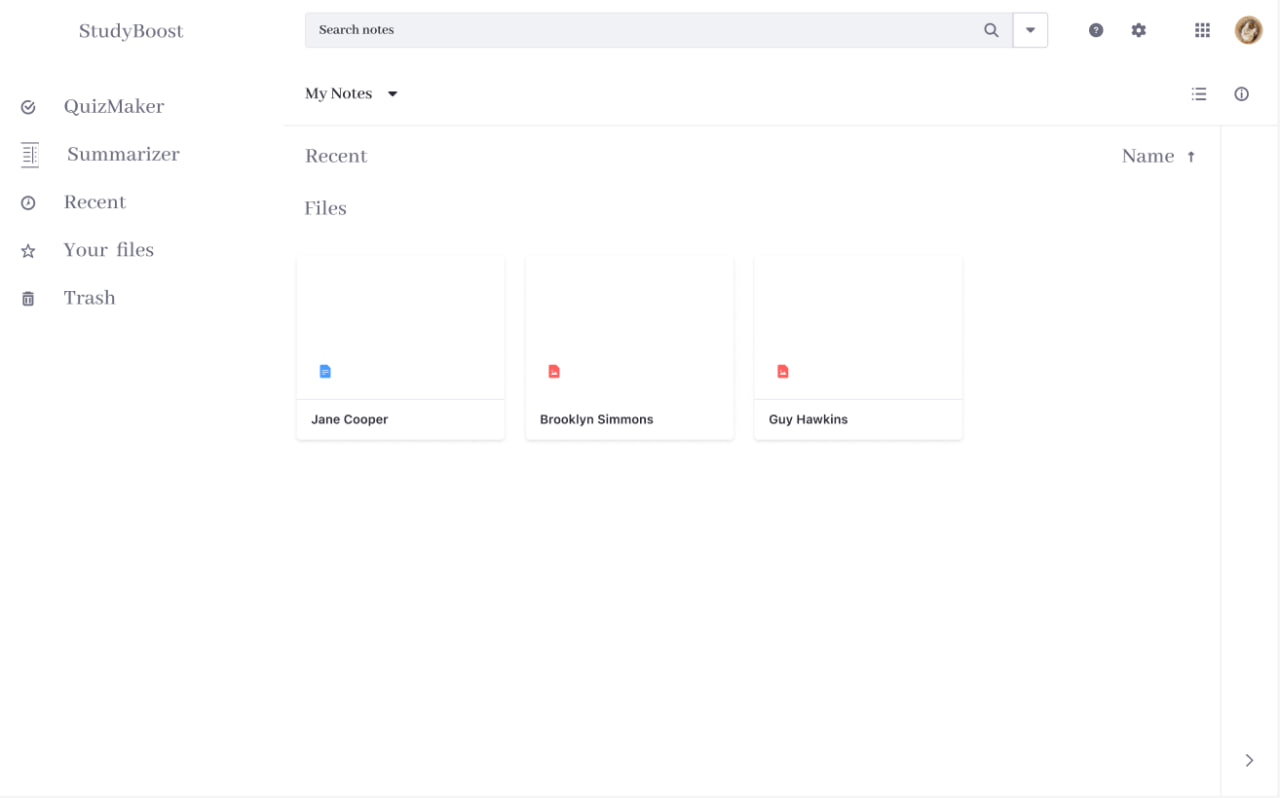 StudyBoost
Search notes
QuizMaker
Summarizer
Recent
Your files
Trash
My Notes
Recent
Name
Files
Jane Cooper
Brooklyn Simmons
Guy Hawkins